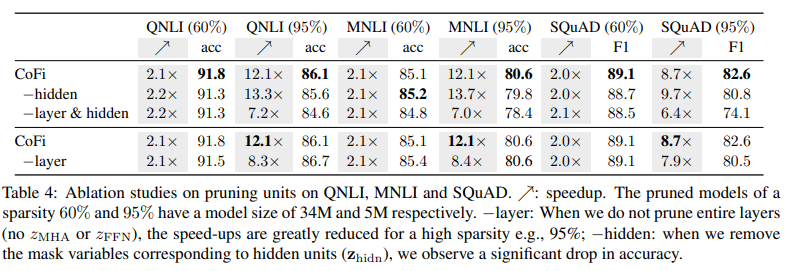 QNLI (60%) QNLI (95%) MNLI (60%) MNLI (95%) SQuAD (60%) SQuAD (95%)
↗ acc ↗ acc ↗ acc ↗ acc ↗ F1 ↗ F1
CoFi 2.1× 91.8 12.1× 86.1 2.1× 85.1 12.1× 80.6 2.0× 89.1 8.7× 82.6
−hidden 2.2× 91.3 13.3× 85.6 2.1× 85.2 13.7× 79.8 2.0× 88.7 9.7× 80.8
−layer & hidden 2.2× 91.3 7.2× 84.6 2.1× 84.8 7.0× 78.4 2.1× 88.5 6.4× 74.1
CoFi 2.1× 91.8 12.1× 86.1 2.1× 85.1 12.1× 80.6 2.0× 89.1 8.7× 82.6
−layer 2.1× 91.5 8.3× 86.7 2.1× 85.4 8.4× 80.6 2.0× 89.1 7.9× 80.5
Table 4: Ablation studies on pruning units on QNLI, MNLI and SQuAD. ↗: speedup. The pruned models of a
sparsity 60% and 95% have a model size of 34M and 5M respectively. −layer: When we do not prune entire layers
(no zMHA or zFFN), the speed-ups are greatly reduced for a high sparsity e.g., 95%; −hidden: when we remove
the mask variables corresponding to hidden units (zhidn), we observe a significant drop in accuracy.